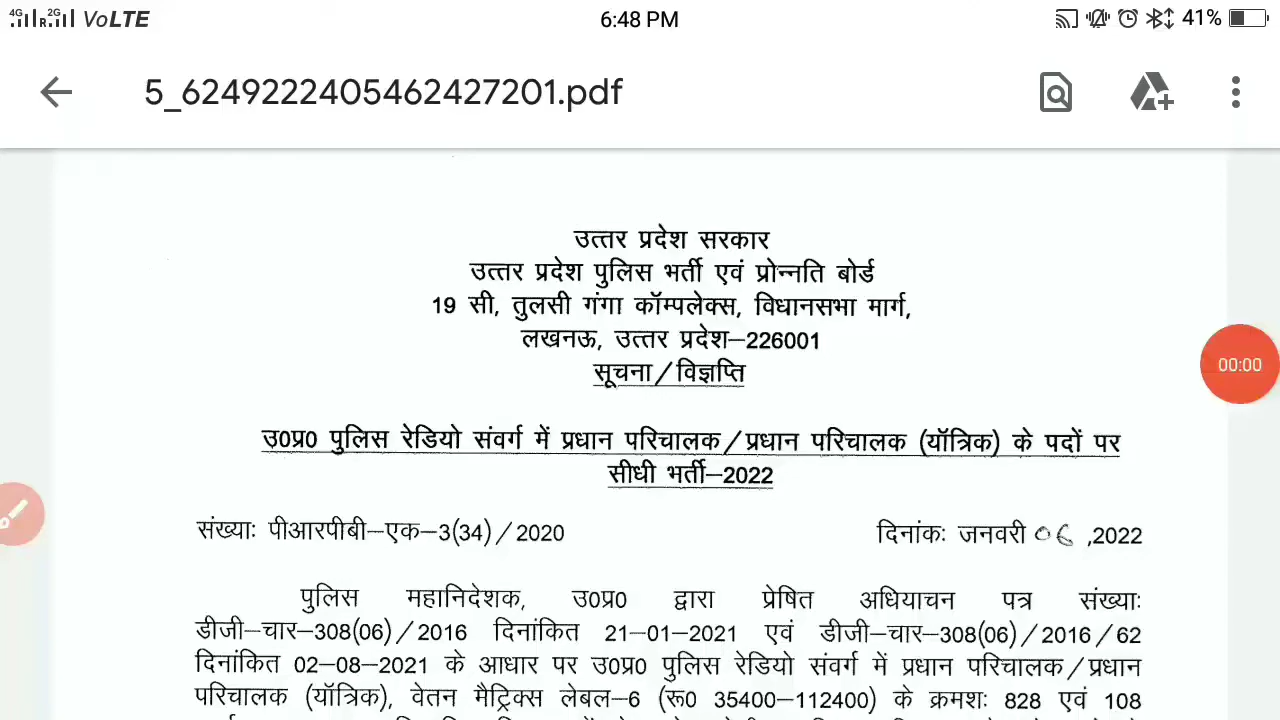 4G R 2G VoLTE 6:48 PM 41%
5_6249222405462427201.pdf
उत्तर प्रदेश सरकार
उत्तर प्रदेश पुलिस भर्ती एवं प्रोन्नति बोर्ड
19 सी, तुलसी गंगा कॉम्पलेक्स, विधानसभा मार्ग,
लखनऊ, उत्तर प्रदेश–226001
सूचना/विज्ञप्ति
उ0प्र0 पुलिस रेडियो संवर्ग में प्रधान परिचालक/प्रधान परिचालक (यॉंत्रिक) के पदों पर
सीधी भर्ती–2022
संख्याः पीआरपीबी–एक–3(34)/2020 दिनांकः जनवरी 06 ,2022
00:00
पुलिस महानिदेशक, उ0प्र0 द्वारा प्रेषित अधियाचन पत्र संख्याः
डीजी–चार–308(06)/2016 दिनांकित 21-01-2021 एवं डीजी–चार–308(06)/2016/62
दिनांकित 02-08-2021 के आधार पर उ0प्र0 पुलिस रेडियो संवर्ग में प्रधान परिचालक/प्रधान
परिचालक (यॉंत्रिक), वेतन मैट्रिक्स लेबल–6 (रू0 35400–112400) के क्रमशः 828 एवं 108